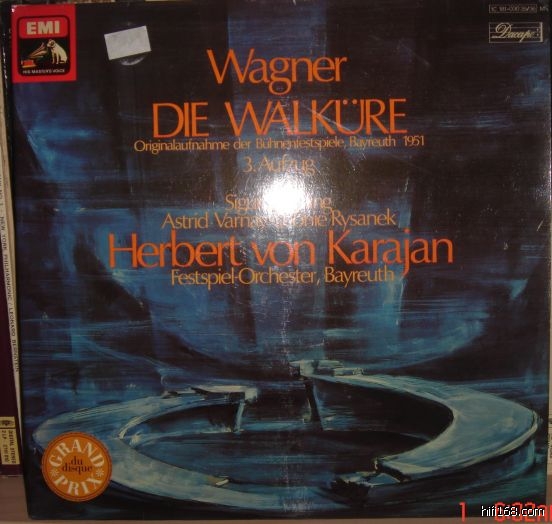 EMI
HIS MASTER'S VOICE
Dacapo
Wagner
DIE WALKÜRE
Originalaufnahme der Bühnenfestspiele, Bayreuth 1951
3. Aufzug
Astrid Varnay Rysanek
Herbert von Karajan
Festspiel-Orchester, Bayreuth
GRAND
du
disque
PRIX
hifi168.com